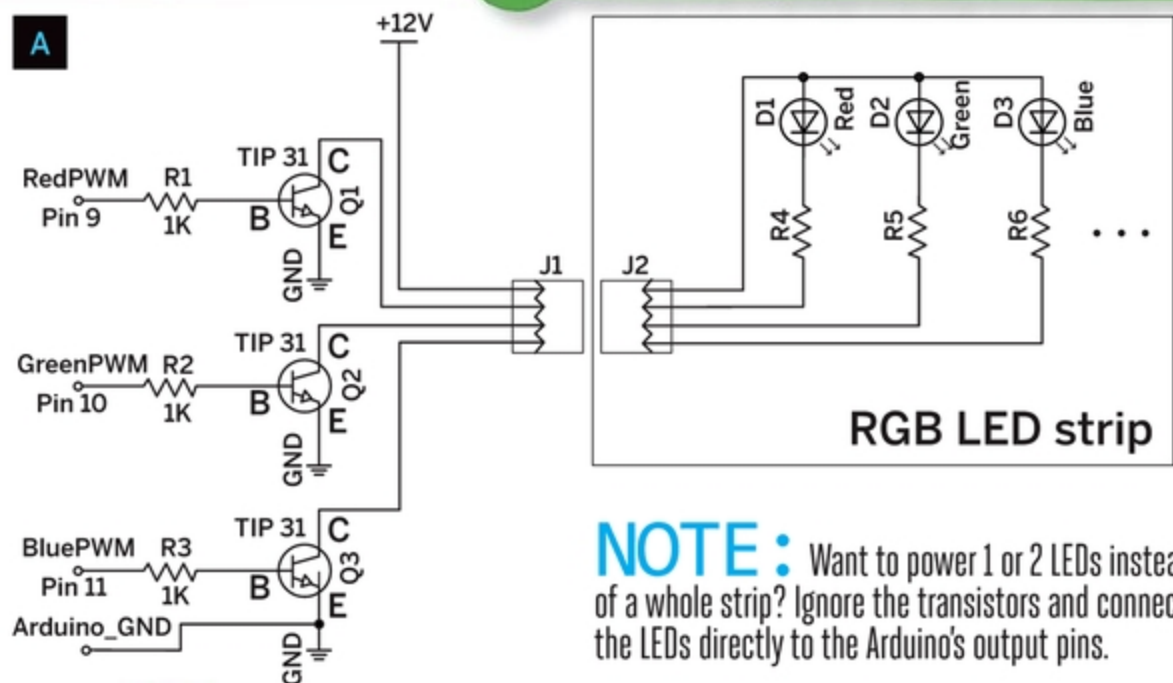 A
+12V
RedPWM
Pin 9
R1
1K
TIP 31
C
B
E
Q1
GND
GreenPWM
Pin 10
R2
1K
TIP 31
C
B
E
Q2
GND
BluePWM
Pin 11
R3
1K
TIP 31
C
B
E
Q3
Arduino_GND
GND
J1
J2
D1
Red
D2
Green
D3
Blue
R4
R5
R6
• • •
RGB LED strip
NOTE: Want to power 1 or 2 LEDs instea
of a whole strip? Ignore the transistors and connec
the LEDs directly to the Arduino's output pins.